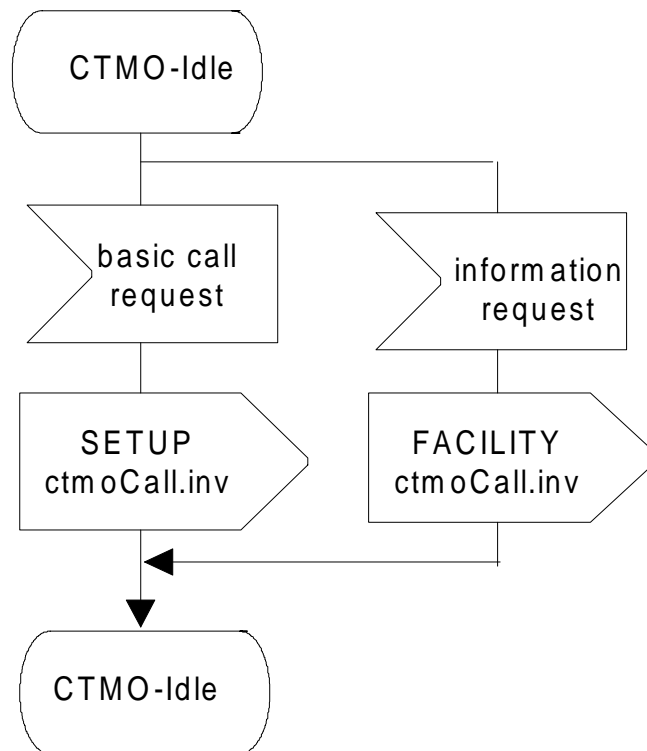 CTMO-Idle
basic call
request
information
request
SETUP
ctmoCall.inv
FACILITY
ctmoCall.inv
CTMO-Idle